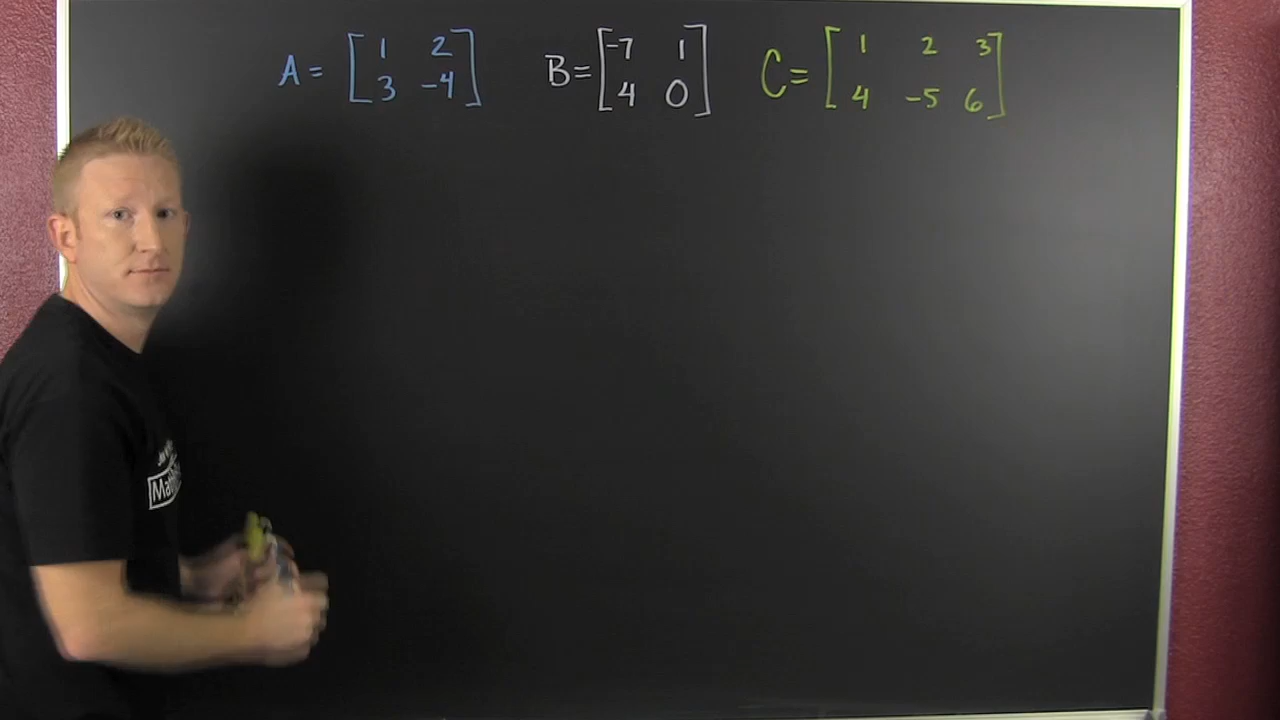 A = [1 2 B = [-7 1 C = [1 2 3
3 -4] 4 0] 4 -5 6]